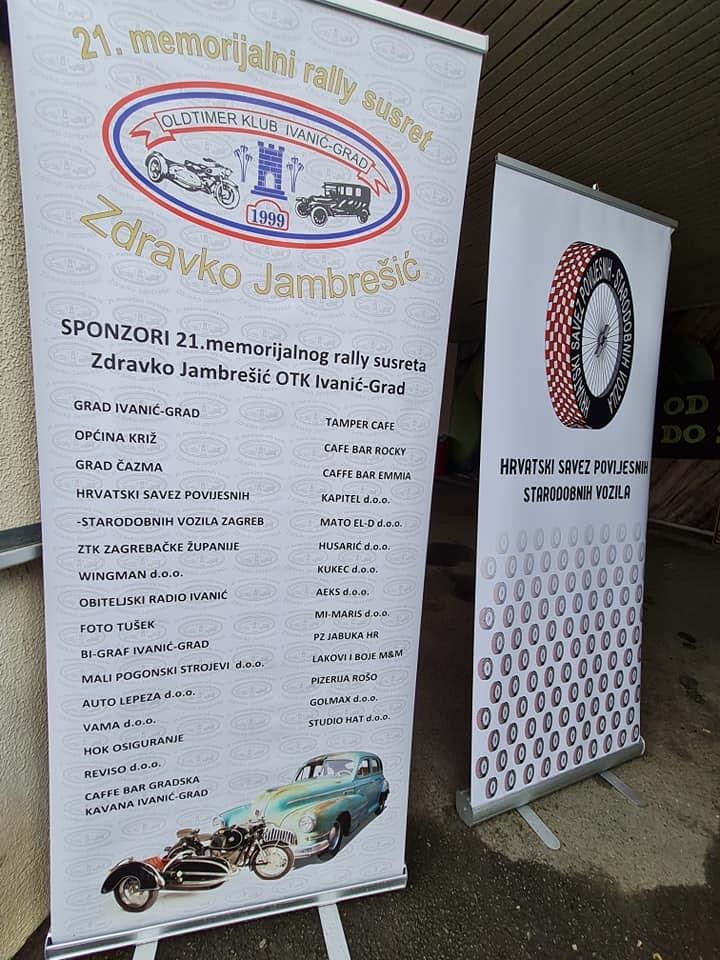 21. memorijalni rally susret
OLDTIMER KLUB IVANIĆ-GRAD
1999
Zdravko Jambrešić
SPONZORI 21.memorijalnog rally susreta
Zdravko Jambrešić OTK Ivanić-Grad
GRAD IVANIĆ-GRAD
OPĆINA KRIŽ
GRAD ČAZMA
HRVATSKI SAVEZ POVIJESNIH
-STARODOBNIH VOZILA ZAGREB
ZTK ZAGREBAČKE ŽUPANIJE
WINGMAN d.o.o.
OBITELJSKI RADIO IVANIĆ
FOTO TUŠEK
BI-GRAF IVANIĆ-GRAD
MALI POGONSKI STROJEVI d.o.o.
AUTO LEPEZA d.o.o.
VAMA d.o.o.
HOK OSIGURANJE
REVISO d.o.o.
CAFFE BAR GRADSKA
KAVANA IVANIĆ-GRAD
TAMPER CAFE
CAFE BAR ROCKY
CAFFE BAR EMMIA
KAPITEL d.o.o.
MATO EL-D d.o.o.
HUSARIĆ d.o.o.
KUKEC d.o.o.
AEKS d.o.o.
MI-MARIS d.o.o.
PZ JABUKA HR
LAKOVI I BOJE M&M
PIZERIJA ROŠO
GOLMAX d.o.o.
STUDIO HAT d.o.o.
HRVATSKI SAVEZ POVIJESNIH - STARODOBNIH VOZILA
HRVATSKI SAVEZ POVIJESNIH
STARODOBNIH VOZILA
OD
DO